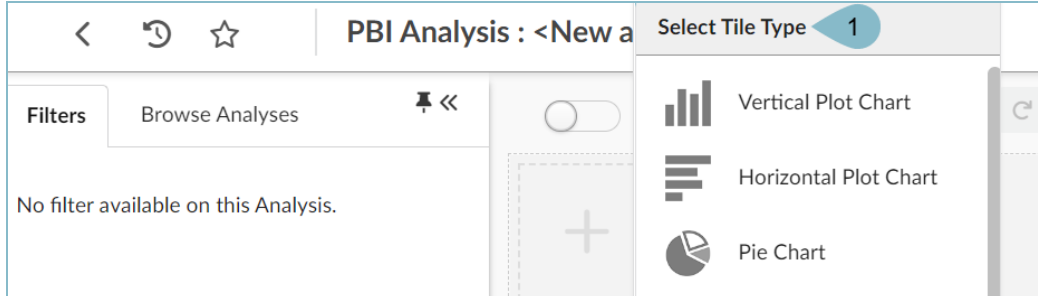 PBI Analysis : <New a
Select Tile Type
1
Filters
Browse Analyses
No filter available on this Analysis.
Vertical Plot Chart
Horizontal Plot Chart
Pie Chart